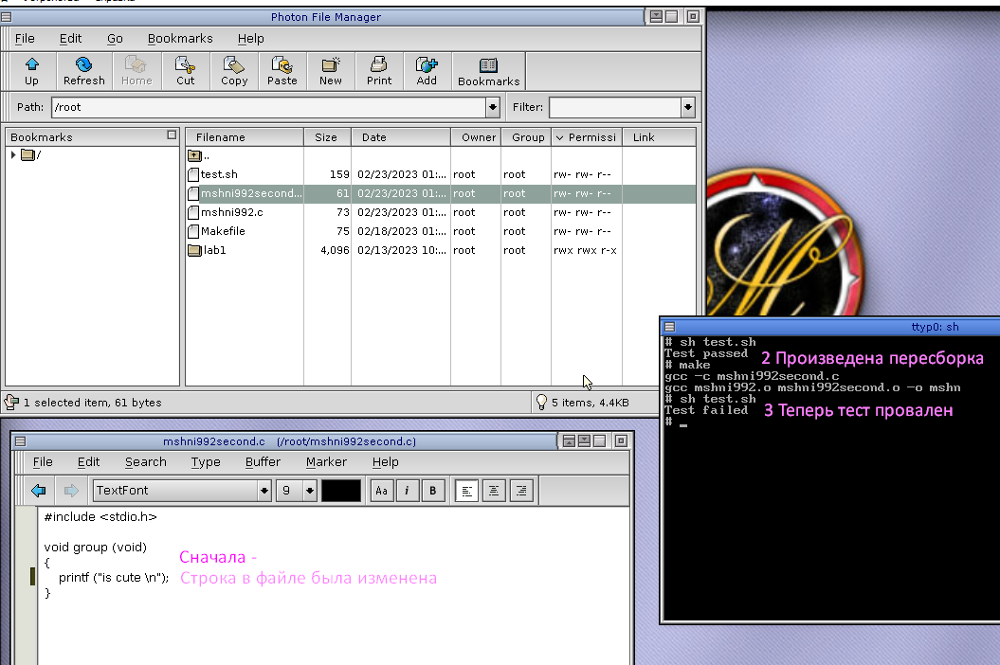 Photon File Manager
File Edit Go Bookmarks Help
Up Refresh Home Cut Copy Paste New Print Add Bookmarks
Path: /root Filter:
Bookmarks
/
Filename Size Date Owner Group Permissi Link
..
test.sh 159 02/23/2023 01:... root root rw- rw- r--
mshni992second... 61 02/23/2023 01:... root root rw- rw- r--
mshni992.c 73 02/23/2023 01:... root root rw- rw- r--
Makefile 75 02/18/2023 01:... root root rw- rw- r--
lab1 4,096 02/13/2023 10:... root root rwx rwx r-x
1 selected item, 61 bytes 5 items, 4.4KB
ttyp0: sh
# sh test.sh
Test passed
# make
2 Произведена пересборка
gcc -c mshni992second.c
gcc mshni992.o mshni992second.o -o mshn
# sh test.sh
Test failed
3 Теперь тест провален
#
mshni992second.c (/root/mshni992second.c)
File Edit Search Type Buffer Marker Help
TextFont 9 Aa i B
#include <stdio.h>
void group (void)
{
printf ("is cute \n");
}
Сначала -
Строка в файле была изменена